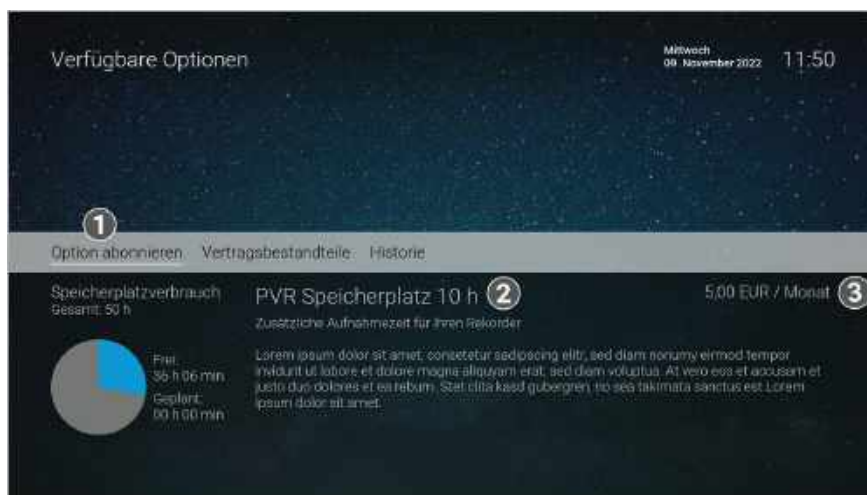 Verfügbare Optionen
Mittwoch
09. November 2022
11:50
1
Option abonnieren Vertragsbestandteile Historie
Speicherplatzverbrauch
Gesamt: 50 h
PVR Speicherplatz 10 h 2
5,00 EUR / Monat 3
Zusätzliche Aufnahmezeit für Ihren Rekorder
Frei:
36 h 06 min
Geplant:
00 h 00 min
Lorem ipsum dolor sit amet, consetetur sadipscing elitr, sed diam nonumy eirmod tempor
invidunt ut labore et dolore magna aliquyam erat, sed diam voluptua. At vero eos et accusam et
justo duo dolores et ea rebum. Stet clita kasd gubergren, no sea takimata sanctus est Lorem
ipsum dolor sit amet.